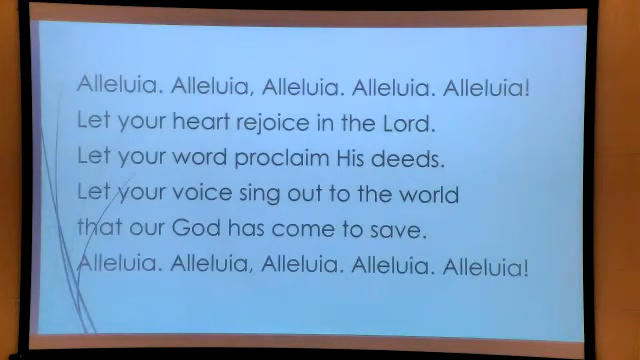 Alleluia. Alleluia, Alleluia. Alleluia. Alleluia!
Let your heart rejoice in the Lord.
Let your word proclaim His deeds.
Let your voice sing out to the world
that our God has come to save.
Alleluia. Alleluia, Alleluia. Alleluia. Alleluia!